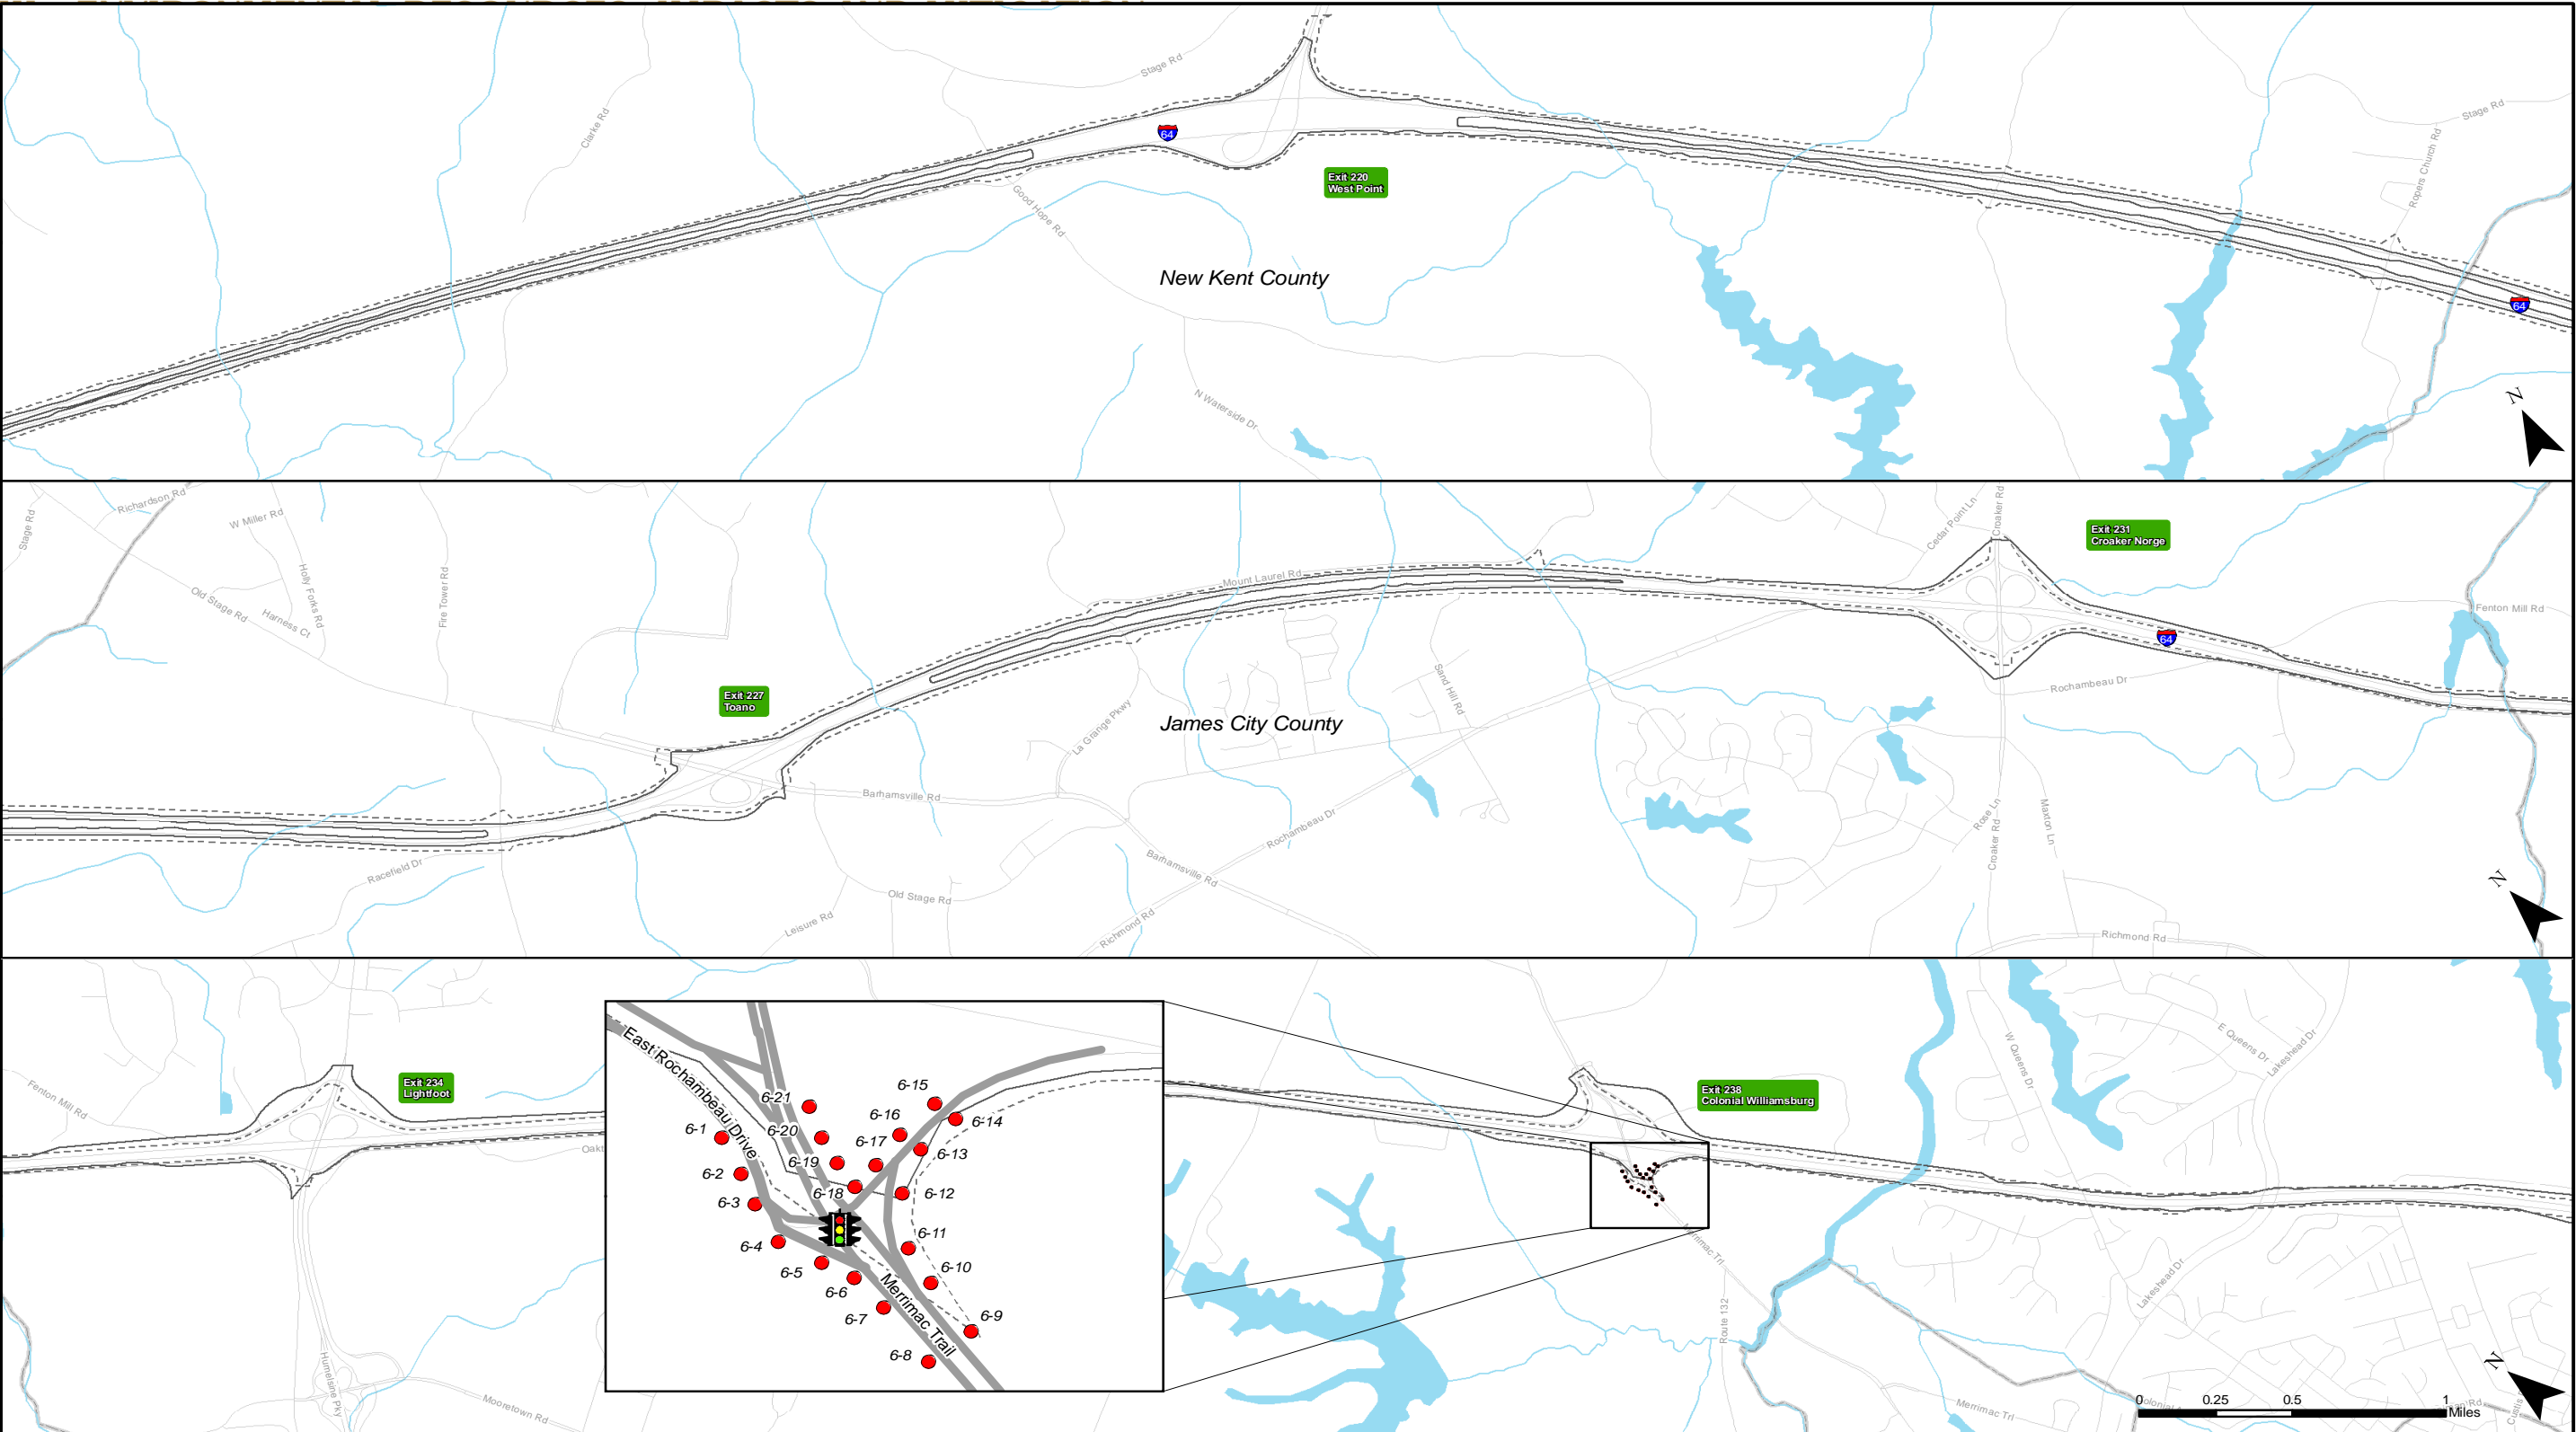 Stage Rd
Clarke Rd
64
Exit 220
West Point
Good Hope Rd
New Kent County
N Waterside Dr
Stage Rd
Ropers Church Rd
64
N
Stage Rd
Richardson Rd
W Miller Rd
Holly Forks Rd
Old Stage Rd
Harness Ct
Fire Tower Rd
Exit 227
Toano
Mount Laurel Rd
James City County
La Grange Pkwy
Sand Hill Rd
Barhamsville Rd
Racefield Dr
Rochambeau Dr
Barhamsville Rd
Old Stage Rd
Leisure Rd
Richmond Rd
Cedar Point Ln
Croaker Rd
Exit 231
Croaker Norge
Fenton Mill Rd
64
Rochambeau Dr
Rose Ln
Croaker Rd
Maxton Ln
Richmond Rd
N
Fenton Mill Rd
Exit 234
Lightfoot
Humelsine Pky
Mooretown Rd
East Rochambeau Drive
Merrimac Trail
6-1
6-2
6-3
6-4
6-5
6-6
6-7
6-8
6-9
6-10
6-11
6-12
6-13
6-14
6-15
6-16
6-17
6-18
6-19
6-20
6-21
Exit 238
Colonial Williamsburg
Merrimac Trl
Route 132
W Queens Dr
E Queens Dr
Lakeshead Dr
Lakeshead Dr
Merrimac Trl
N
0 0.25 0.5 1
Miles